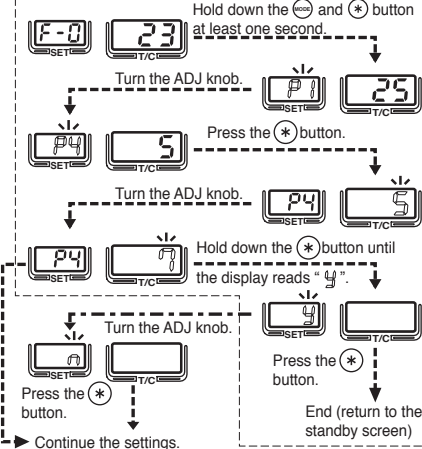 Hold down the MODE and * button
at least one second.
F-0 23
SET T/C
Turn the ADJ knob.
P1 25
SET T/C
P4 5
SET T/C
Press the * button.
Turn the ADJ knob.
P4 5
SET T/C
P4 7
SET T/C
Hold down the * button until
the display reads “ y ”.
y
SET T/C
Turn the ADJ knob.
n
SET T/C
Press the *
button.
Press the *
button.
End (return to the
standby screen)
Continue the settings.